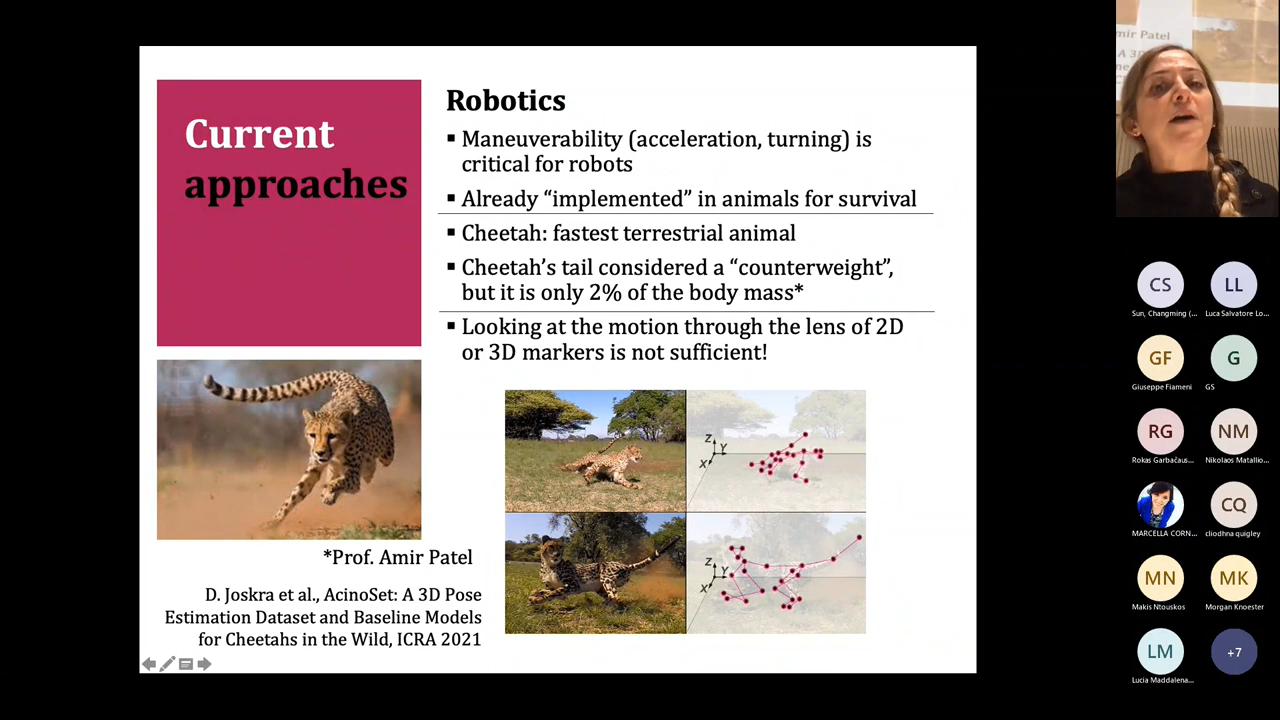 Current
approaches
Robotics
▪ Maneuverability (acceleration, turning) is
critical for robots
▪ Already “implemented” in animals for survival
▪ Cheetah: fastest terrestrial animal
▪ Cheetah’s tail considered a “counterweight”,
but it is only 2% of the body mass*
▪ Looking at the motion through the lens of 2D
or 3D markers is not sufficient!
Z
Y
X
Z
Y
X
*Prof. Amir Patel
D. Joskra et al., AcinoSet: A 3D Pose
Estimation Dataset and Baseline Models
for Cheetahs in the Wild, ICRA 2021
mir Patel
A 3D
CS
LL
Sun, Changming (...
Luca Salvatore Lo...
GF
G
Giuseppe Fiameni
GS
RG
NM
Rokas Garbačaus...
Nikolaos Matallio...
CQ
MARCELLA CORN...
cliodhna quigley
MN
MK
Makis Ntouskos
Morgan Knoester
LM
+7
Lucia Maddalena...